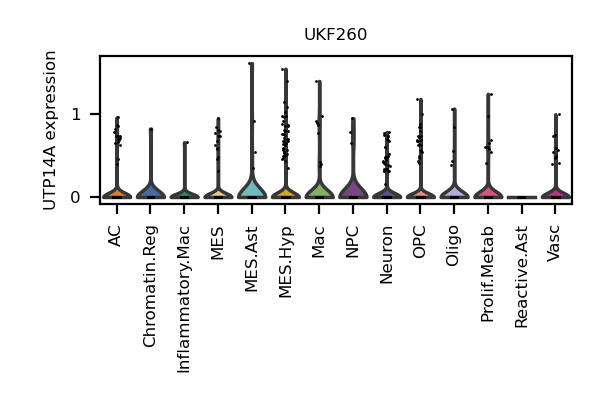 UKF260
UTP14A expression
1
0
AC
Chromatin.Reg
Inflammatory.Mac
MES
MES.Ast
MES.Hyp
Mac
NPC
Neuron
OPC
Oligo
Prolif.Metab
Reactive.Ast
Vasc